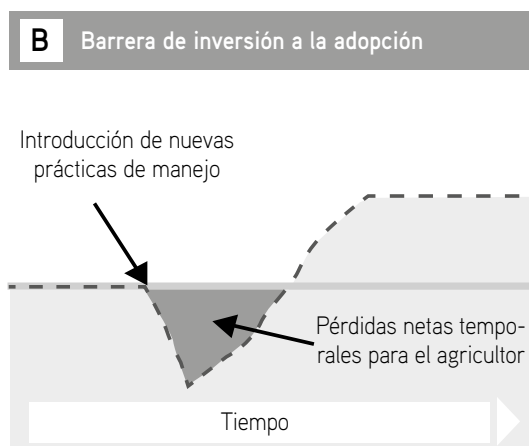 B Barrera de inversión a la adopción
Introducción de nuevas
prácticas de manejo
Pérdidas netas tempo-
rales para el agricultor
Tiempo